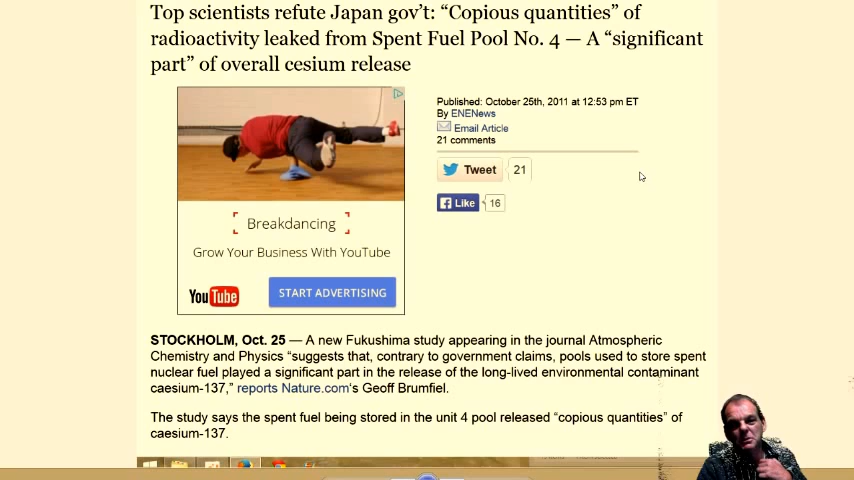 Top scientists refute Japan gov't: “Copious quantities” of
radioactivity leaked from Spent Fuel Pool No. 4 — A “significant
part” of overall cesium release
Published: October 25th, 2011 at 12:53 pm ET
By ENENews
Email Article
21 comments
Tweet 21
Like 16
Breakdancing
Grow Your Business With YouTube
YouTube
START ADVERTISING
STOCKHOLM, Oct. 25 — A new Fukushima study appearing in the journal Atmospheric
Chemistry and Physics “suggests that, contrary to government claims, pools used to store spent
nuclear fuel played a significant part in the release of the long-lived environmental contaminant
caesium-137,” reports Nature.com‘s Geoff Brumfiel.
The study says the spent fuel being stored in the unit 4 pool released “copious quantities” of
caesium-137.